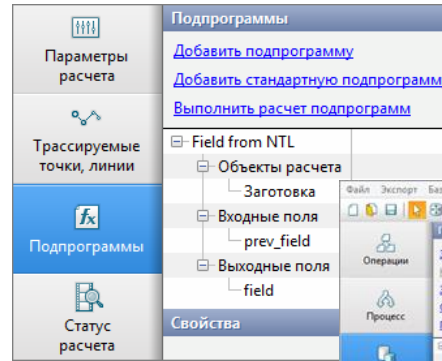 Параметры
расчета
Трассируемые
точки, линии
Подпрограммы
Статус
расчета
Подпрограммы
Добавить подпрограмму
Добавить стандартную подпрограмм
Выполнить расчет подпрограмм
Field from NTL
Объекты расчета
Заготовка
Входные поля
prev_field
Выходные поля
field
Свойства
Файл Экспорт Баз
Операции
Процесс